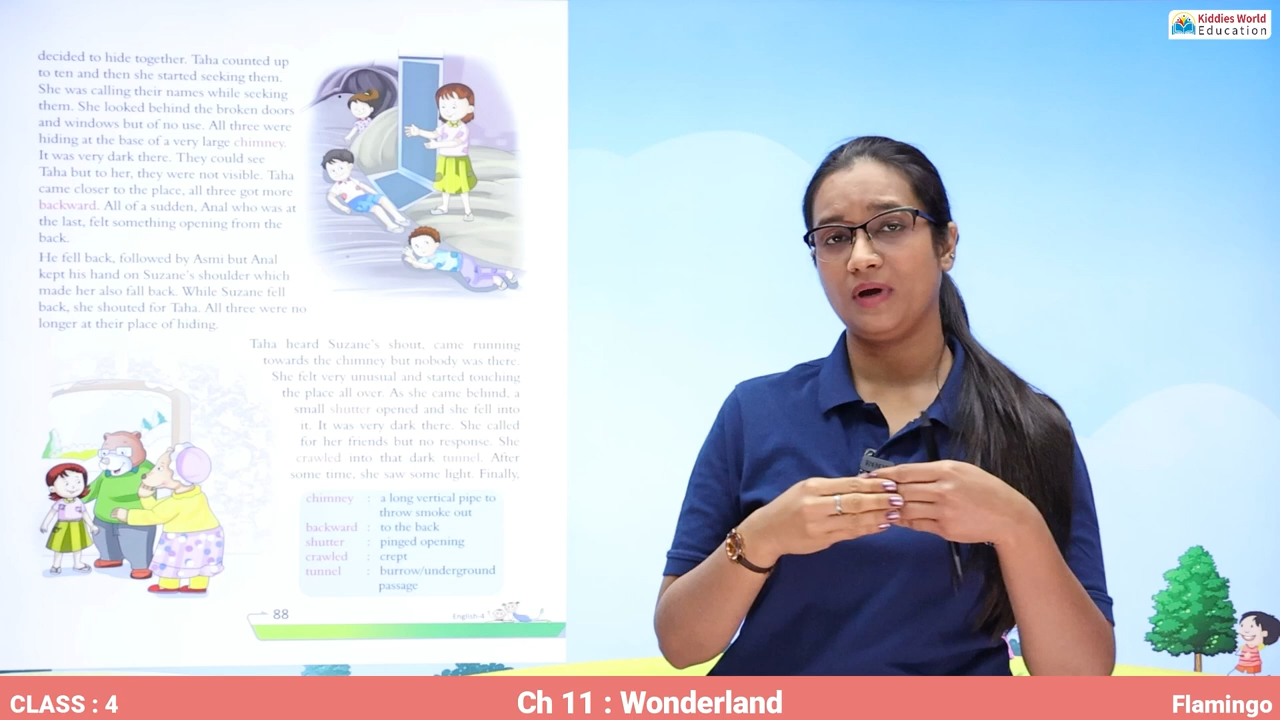 Kiddies World
Education
decided to hide together. Taha counted up
to ten and then she started seeking them.
She was calling their names while seeking
them. She looked behind the broken doors
and windows but of no use. All three were
hiding at the base of a very large chimney.
It was very dark there. They could see
Taha but to her, they were not visible. Taha
came closer to the place, all three got more
backward. All of a sudden, Anal who was at
the last, felt something opening from the
back.
He fell back, followed by Asmi but Anal
kept his hand on Suzane's shoulder which
made her also fall back. While Suzane fell
back, she shouted for Taha. All three were no
longer at their place of hiding.
Taha heard Suzane's shout, came running
towards the chimney but nobody was there.
She felt very unusual and started touching
the place all over. As she came behind, a
small shutter opened and she fell into
it. It was very dark there. She called
for her friends but no response. She
crawled into that dark tunnel. After
some time, she saw some light. Finally,
chimney : a long vertical pipe to
throw smoke out
backward : to the back
shutter : pinged opening
crawled : crept
tunnel : burrow/underground
passage
88
English-4
CLASS : 4
Ch 11 : Wonderland
Flamingo